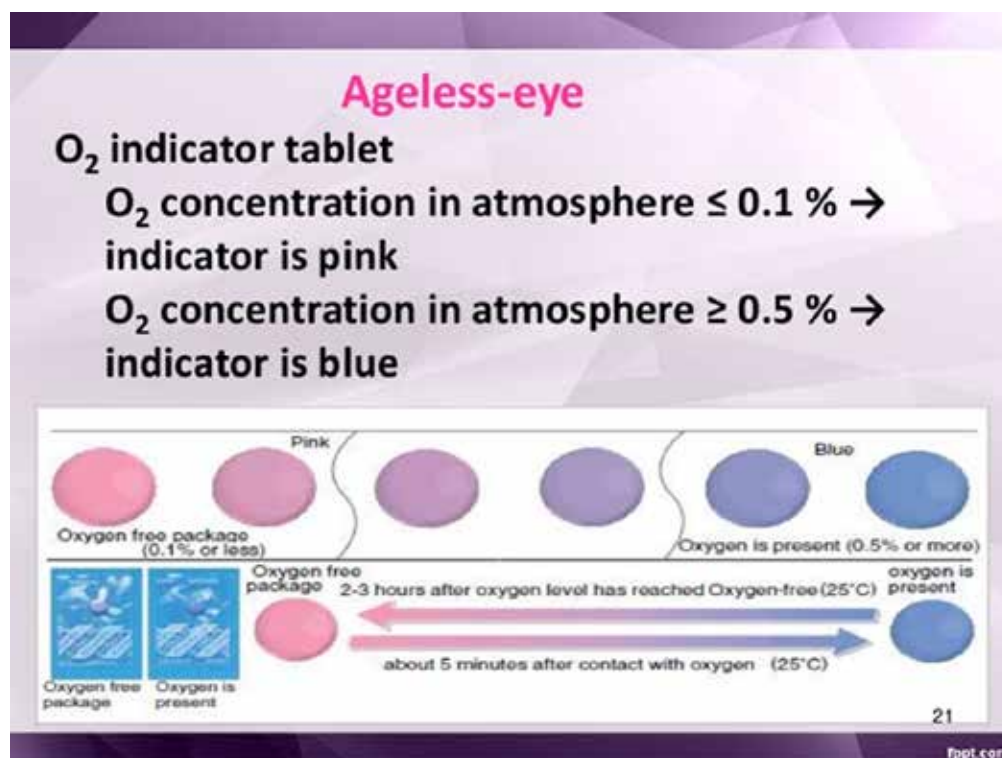 Ageless-eye
O₂ indicator tablet
O₂ concentration in atmosphere ≤ 0.1 % →
indicator is pink
O₂ concentration in atmosphere ≥ 0.5 % →
indicator is blue
Pink
Blue
Oxygen free package
(0.1% or less)
Oxygen is present (0.5% or more)
Oxygen free
package
2-3 hours after oxygen level has reached Oxygen-free (25°C)
oxygen is
present
about 5 minutes after contact with oxygen (25°C)
Oxygen free
package
Oxygen is
present
21
fppt.com